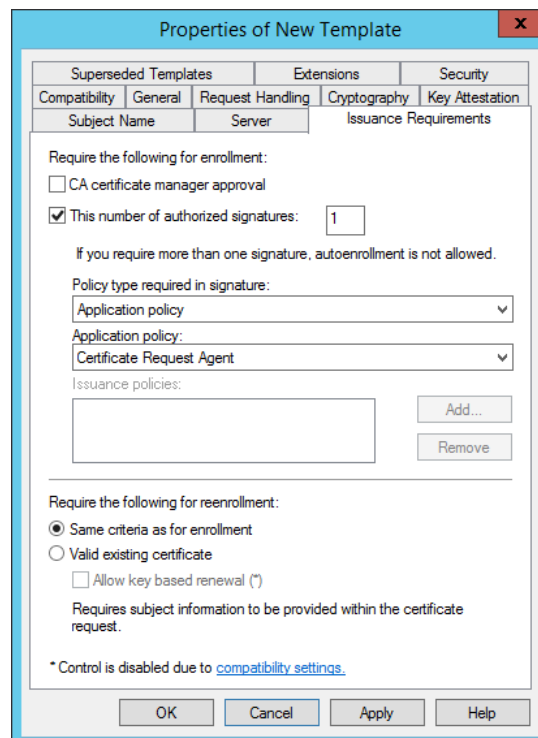 Properties of New Template
x
Superseded Templates Extensions Security
Compatibility General Request Handling Cryptography Key Attestation
Subject Name Server Issuance Requirements
Require the following for enrollment:
CA certificate manager approval
This number of authorized signatures: 1
If you require more than one signature, autoenrollment is not allowed.
Policy type required in signature:
Application policy
Application policy:
Certificate Request Agent
Issuance policies:
Add...
Remove
Require the following for reenrollment:
Same criteria as for enrollment
Valid existing certificate
Allow key based renewal (*)
Requires subject information to be provided within the certificate
request.
* Control is disabled due to compatibility settings.
OK Cancel Apply Help